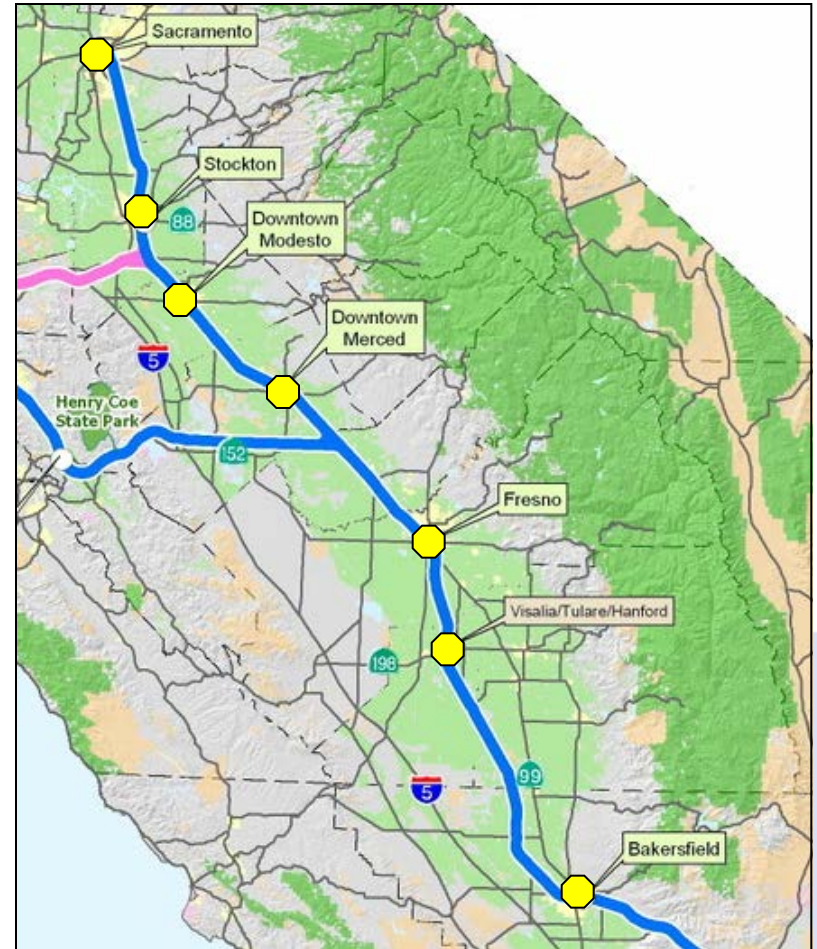 Sacramento
Stockton
88
Downtown
Modesto
Downtown
Merced
5
Henry Coe
State Park
152
Fresno
Visalia/Tulare/Hanford
198
99
5
Bakersfield